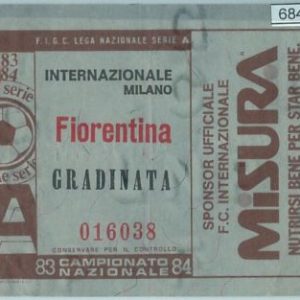 684
F.I.G.C. LEGA NAZIONALE SERIE A
83
84
serie
INTERNAZIONALE
MILANO
Fiorentina
GRADINATA
016038
CONSERVARE PER IL CONTROLLO
83 CAMPIONATO 84
NAZIONALE
A
SPONSOR UFFICIALE
F.C. INTERNAZIONALE
MiSURA
NUTRIRSI BENE PER STAR BENE